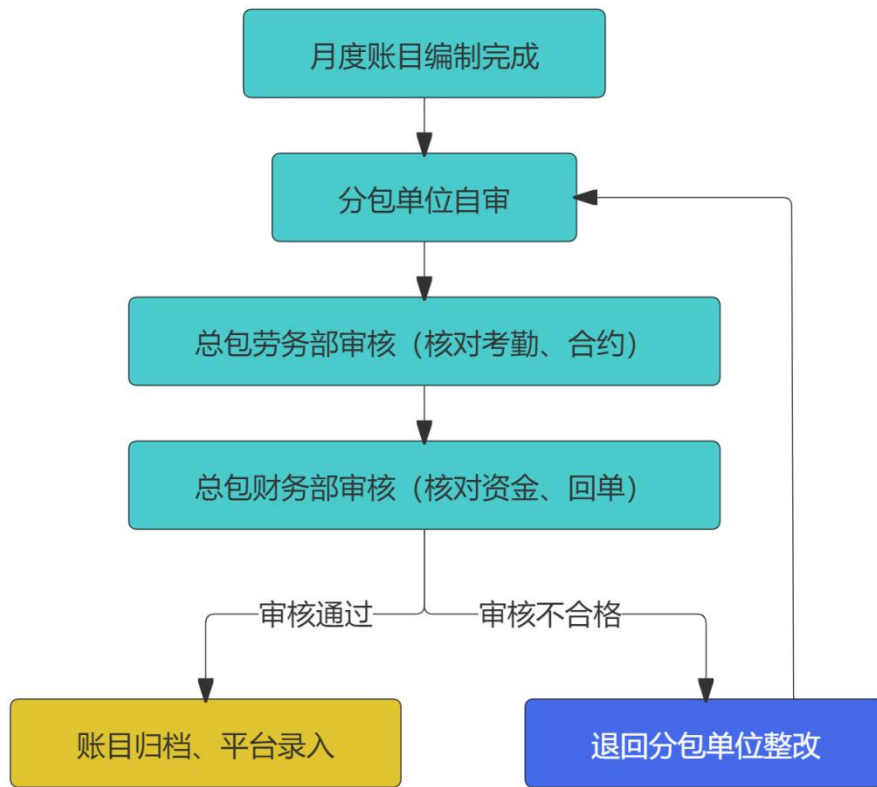 月度账目编制完成
分包单位自审
总包劳务部审核（核对考勤、合约）
总包财务部审核（核对资金、回单）
审核通过
审核不合格
账目归档、平台录入
退回分包单位整改